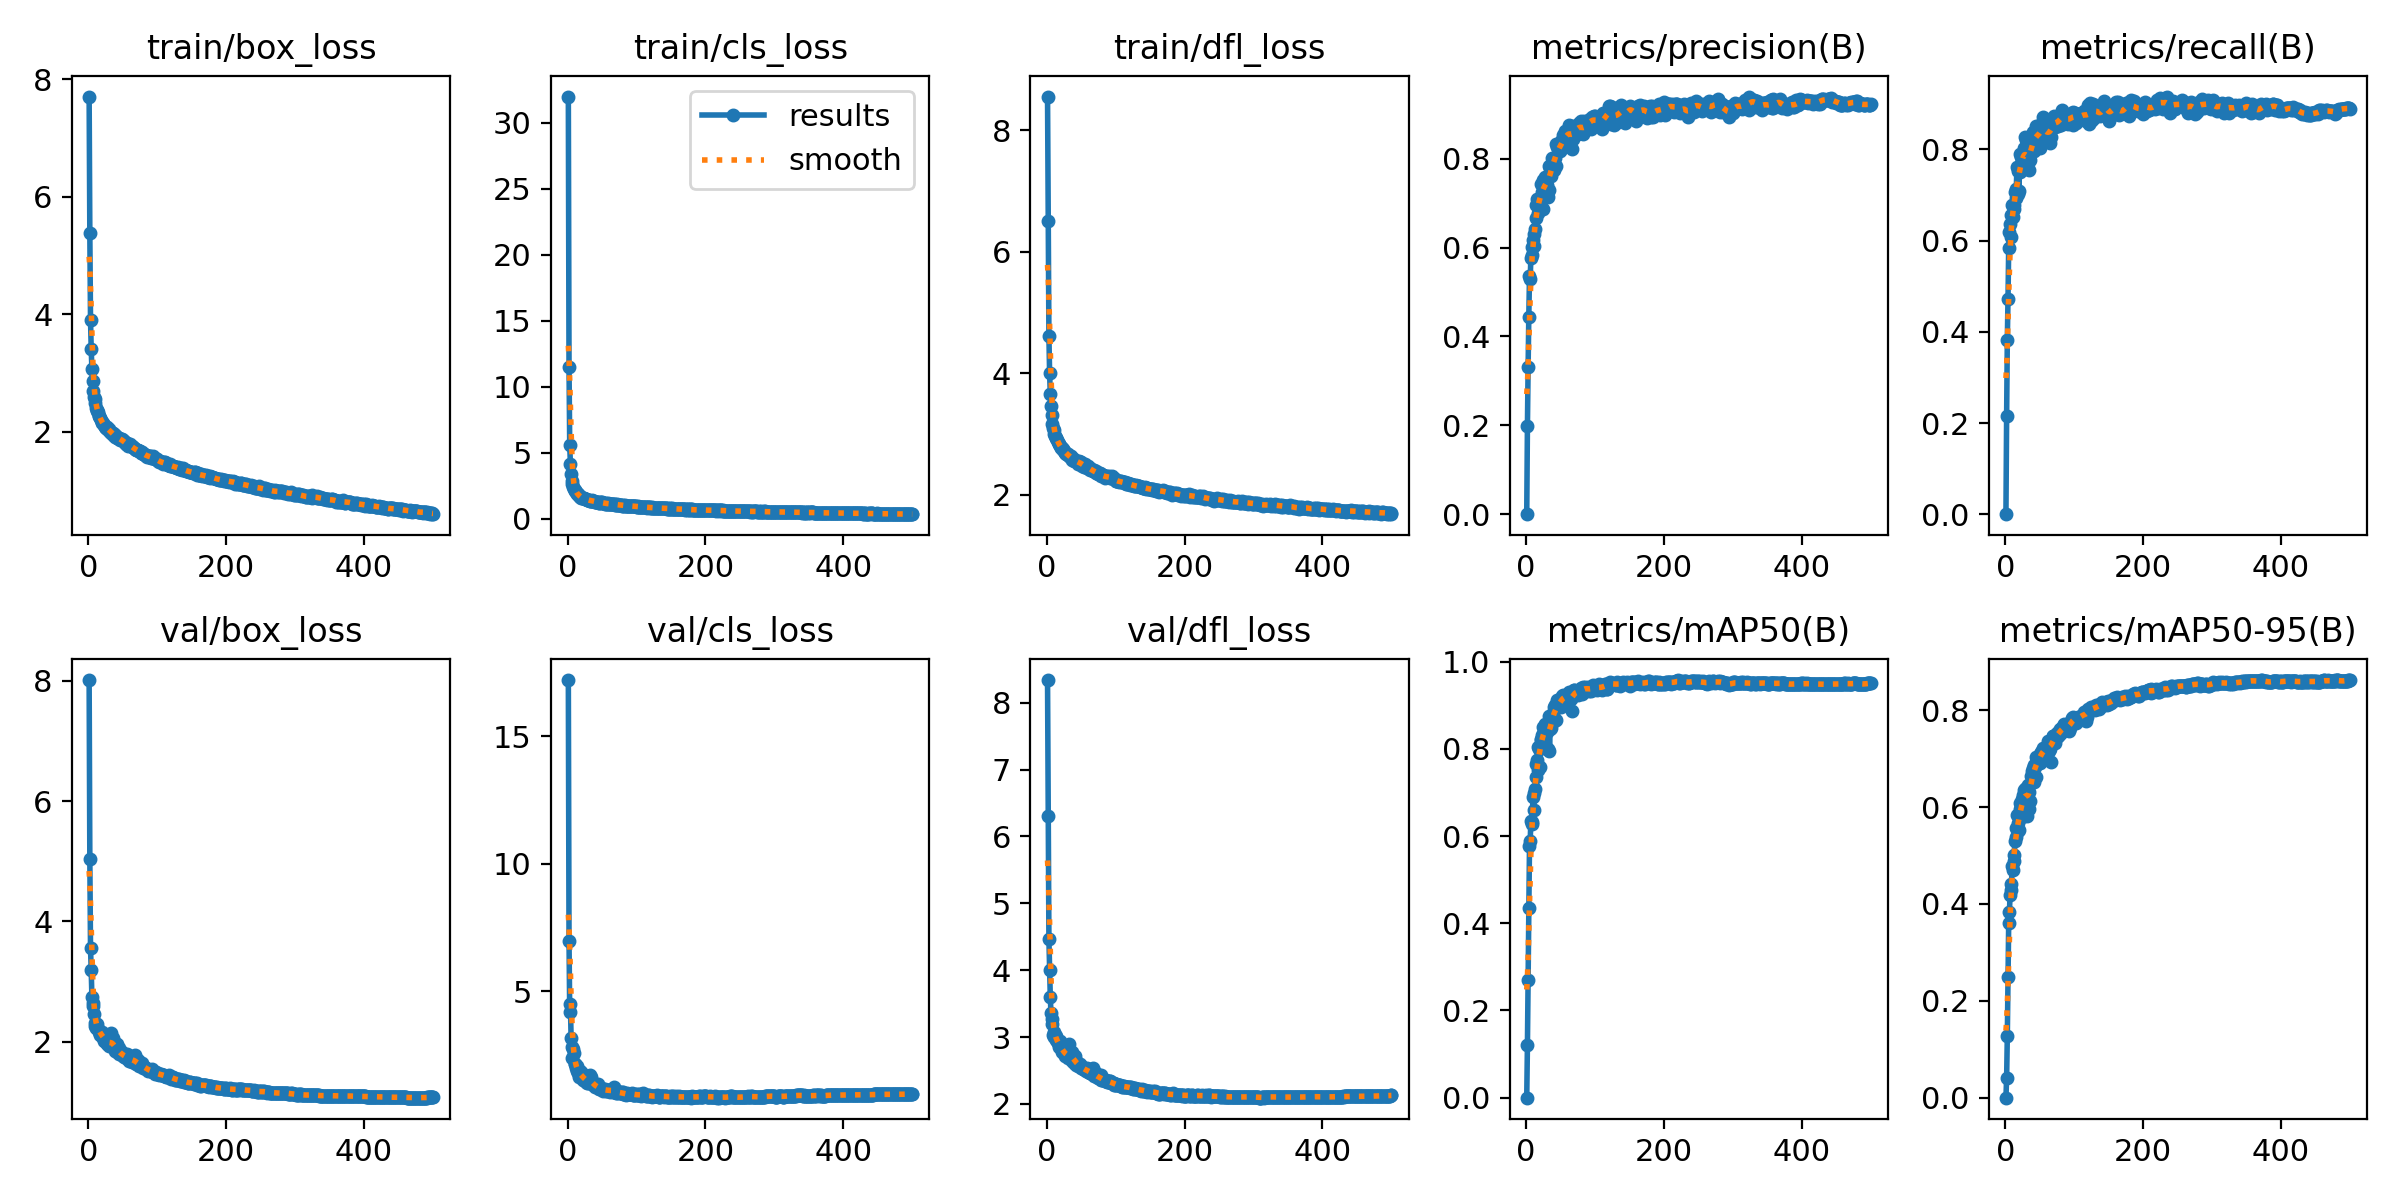 train/box_loss
train/cls_loss
train/dfl_loss
metrics/precision(B)
metrics/recall(B)
8
6
4
2
0 200 400
results
smooth
30
25
20
15
10
5
0
0 200 400
8
6
4
2
0 200 400
0.8
0.6
0.4
0.2
0.0
0 200 400
0.8
0.6
0.4
0.2
0.0
0 200 400
val/box_loss
val/cls_loss
val/dfl_loss
metrics/mAP50(B)
metrics/mAP50-95(B)
8
6
4
2
0 200 400
15
10
5
0 200 400
8
7
6
5
4
3
2
0 200 400
1.0
0.8
0.6
0.4
0.2
0.0
0 200 400
0.8
0.6
0.4
0.2
0.0
0 200 400